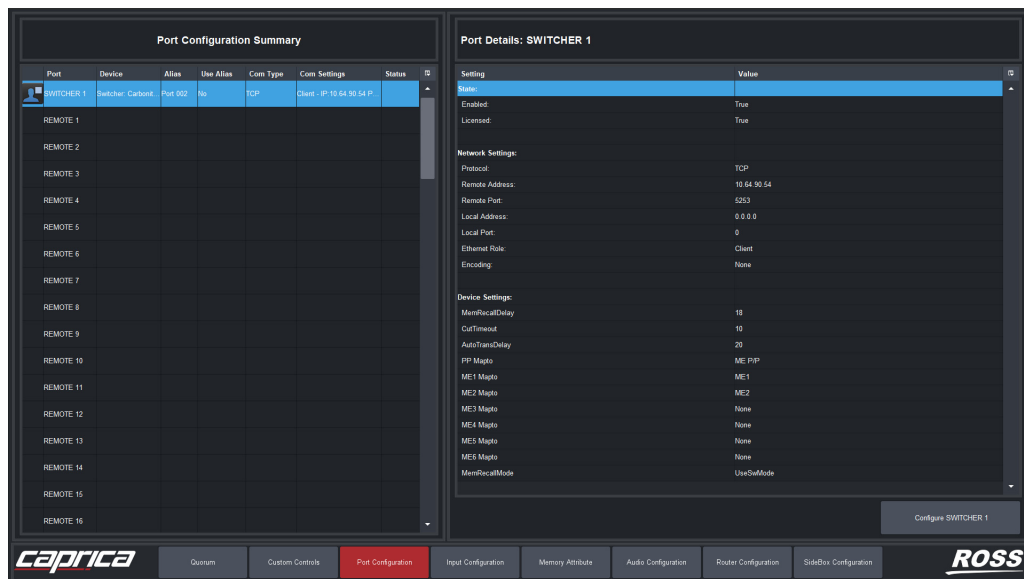 Port Configuration Summary
Port Device Alias Use Alias Com Type Com Settings Status
SWITCHER 1 Switcher: Carbonit... Port 002 No TCP Client - IP:10.64.90.54 P...
REMOTE 1
REMOTE 2
REMOTE 3
REMOTE 4
REMOTE 5
REMOTE 6
REMOTE 7
REMOTE 8
REMOTE 9
REMOTE 10
REMOTE 11
REMOTE 12
REMOTE 13
REMOTE 14
REMOTE 15
REMOTE 16
Port Details: SWITCHER 1
Setting Value
State:
Enabled: True
Licensed: True
Network Settings:
Protocol: TCP
Remote Address: 10.64.90.54
Remote Port: 5253
Local Address: 0.0.0.0
Local Port: 0
Ethernet Role: Client
Encoding: None
Device Settings:
MemRecallDelay 18
CutTimeout 10
AutoTransDelay 20
PP Mapto ME P/P
ME1 Mapto ME1
ME2 Mapto ME2
ME3 Mapto None
ME4 Mapto None
ME5 Mapto None
ME6 Mapto None
MemRecallMode UseSwMode
Configure SWITCHER 1
caprica Quorum Custom Controls Port Configuration Input Configuration Memory Attribute Audio Configuration Router Configuration SideBox Configuration ROSS